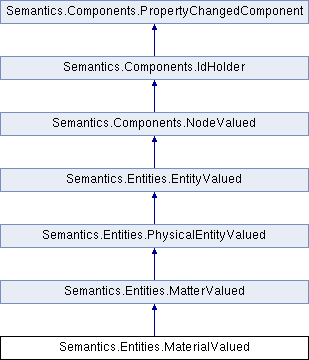 Semantics.Components.PropertyChangedComponent
Semantics.Components.IdHolder
Semantics.Components.NodeValued
Semantics.Entities.EntityValued
Semantics.Entities.PhysicalEntityValued
Semantics.Entities.MatterValued
Semantics.Entities.MaterialValued